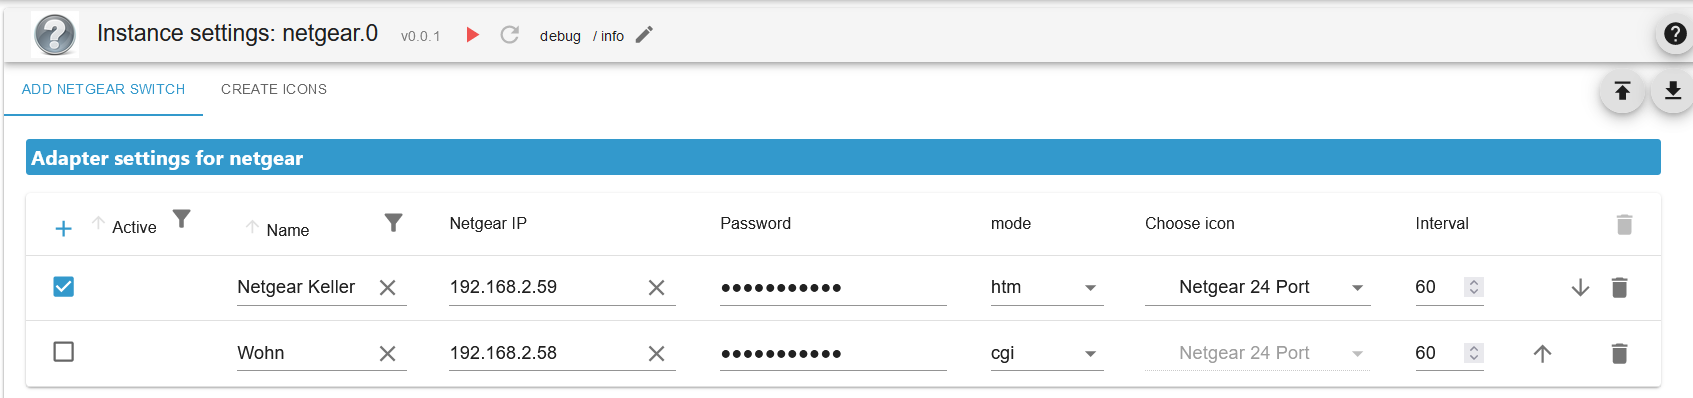 Instance settings: netgear.0 v0.0.1 debug / info
ADD NETGEAR SWITCH CREATE ICONS
Adapter settings for netgear
Active Name Netgear IP Password mode Choose icon Interval
Netgear Keller 192.168.2.59 ●●●●●●●●●●● htm Netgear 24 Port 60
Wohn 192.168.2.58 ●●●●●●●●●●● cgi Netgear 24 Port 60